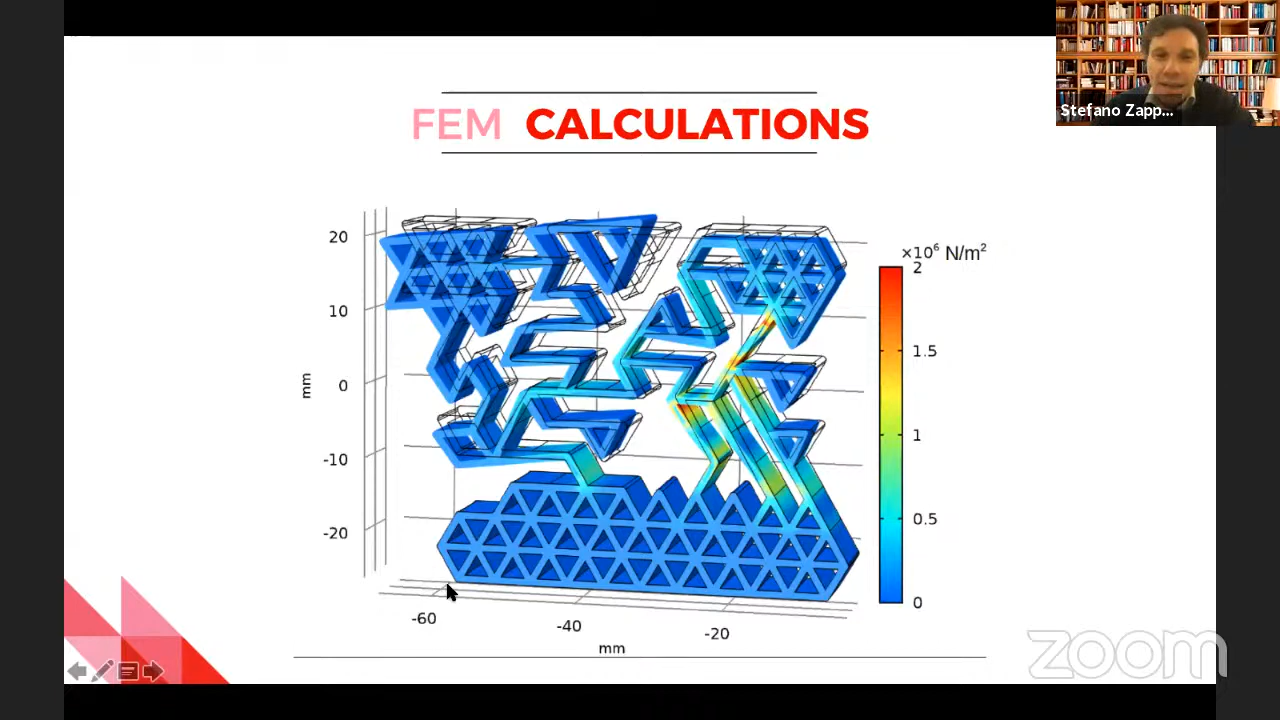 Stefano Zapp...
FEM CALCULATIONS
×10⁶ N/m²
20
10
0
-10
-20
mm
2
1.5
1
0.5
0
-60
-40
-20
mm
zoom